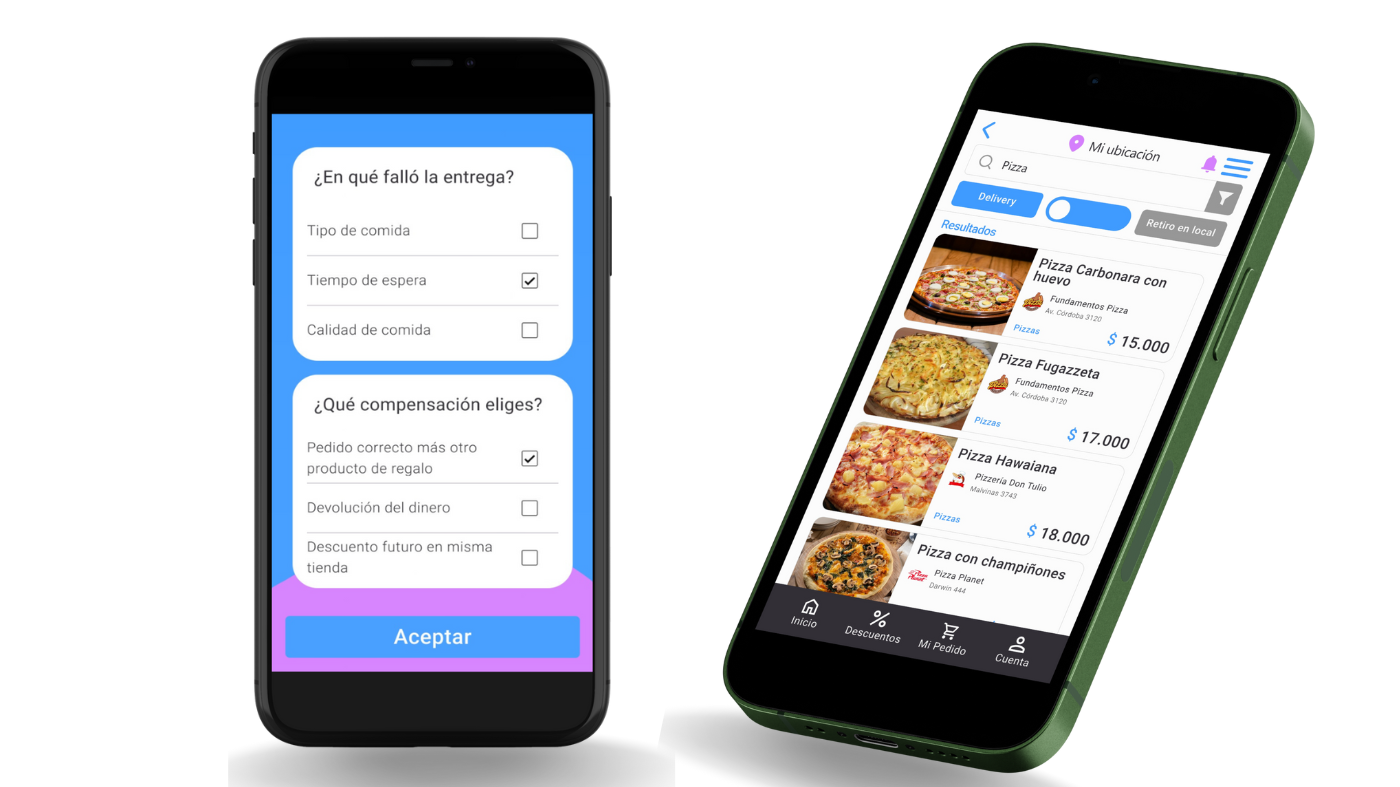 ¿En qué falló la entrega?
Tipo de comida
Tiempo de espera
Calidad de comida
¿Qué compensación eliges?
Pedido correcto más otro
producto de regalo
Devolución del dinero
Descuento futuro en misma
tienda
Aceptar
Mi ubicación
Pizza
Delivery
Retiro en local
Resultados
Pizza Carbonara con
huevo
Fundamentos Pizza
Av. Córdoba 3120
Pizzas
$ 15.000
Pizza Fugazzeta
Fundamentos Pizza
Av. Córdoba 3120
Pizzas
$ 17.000
Pizza Hawaiana
Pizzería Don Tulio
Malvinas 3743
Pizzas
$ 18.000
Pizza con champiñones
Pizza Planet
Darwin 444
Inicio
Descuentos
Mi Pedido
Cuenta